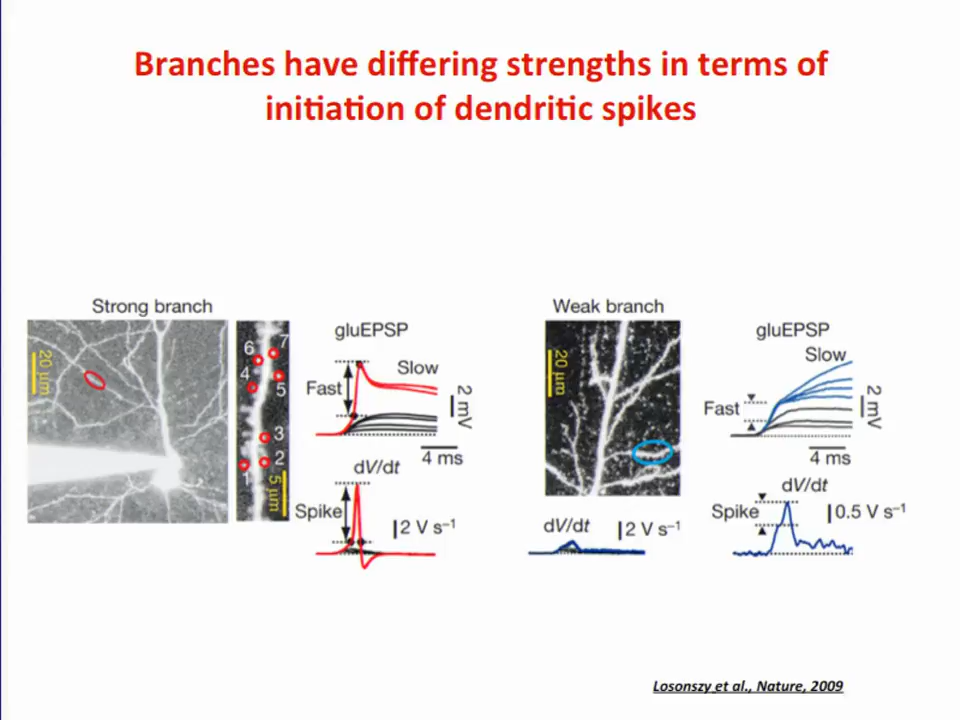 Branches have differing strengths in terms of
initiation of dendritic spikes
Strong branch
20 µm
6
7
4
5
3
2
1
5 µm
gluEPSP
Slow
Fast
2 mV
4 ms
dV/dt
Spike
2 V s⁻¹
Weak branch
20 µm
dV/dt
2 V s⁻¹
gluEPSP
Slow
Fast
2 mV
4 ms
dV/dt
Spike
0.5 V s⁻¹
Losonszy et al., Nature, 2009